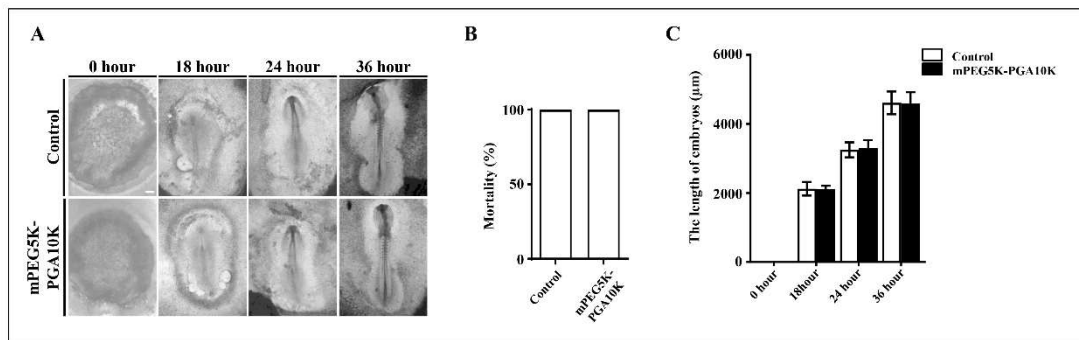 A
0 hour 18 hour 24 hour 36 hour
Control
mPEG5K-
PGA10K
B
Mortality (%)
100
50
0
Control
mPEG5K-
PGA10K
C
The length of embryos (μm)
6000
4000
2000
0
Control
mPEG5K-PGA10K
0 hour
18hour
24 hour
36 hour